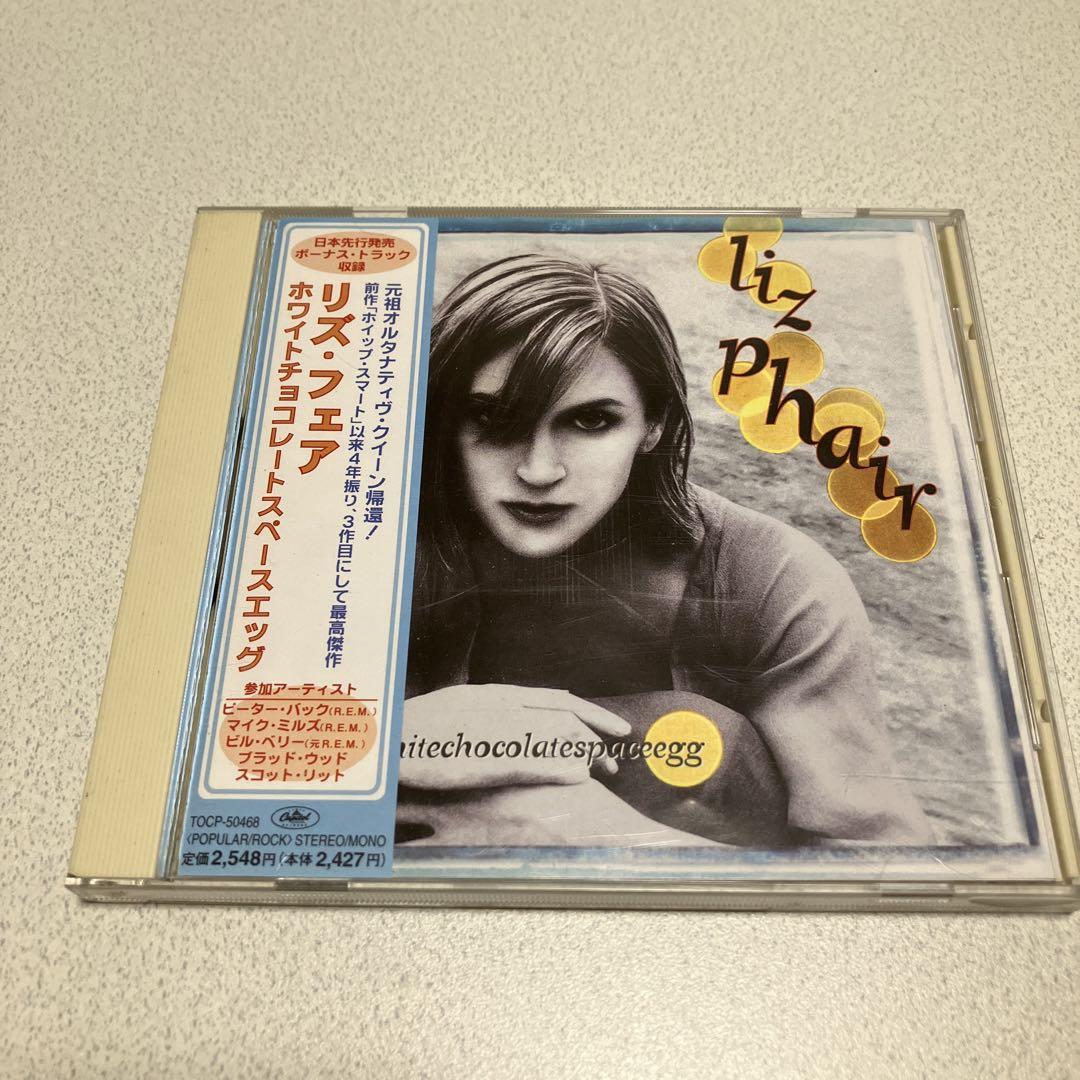 日本先行発売
ボーナス・トラック
収録
元祖オルタナティヴ・クイーン帰還!
前作「ホイップ・スマート」以来4年振り、3作目にして最高傑作
リズ・フェア
ホワイトチョコレートスペースエッグ
参加アーティスト
ピーター・バック(R.E.M.)
マイク・ミルズ(R.E.M.)
ビル・ベリー(元R.E.M.)
ブラッド・ウッド
スコット・リット
TOCP-50468
Capitol
〈POPULAR/ROCK〉 STEREO/MONO
定価2,548円(本体2,427円)
liz
phair
hitechocolatespaceegg